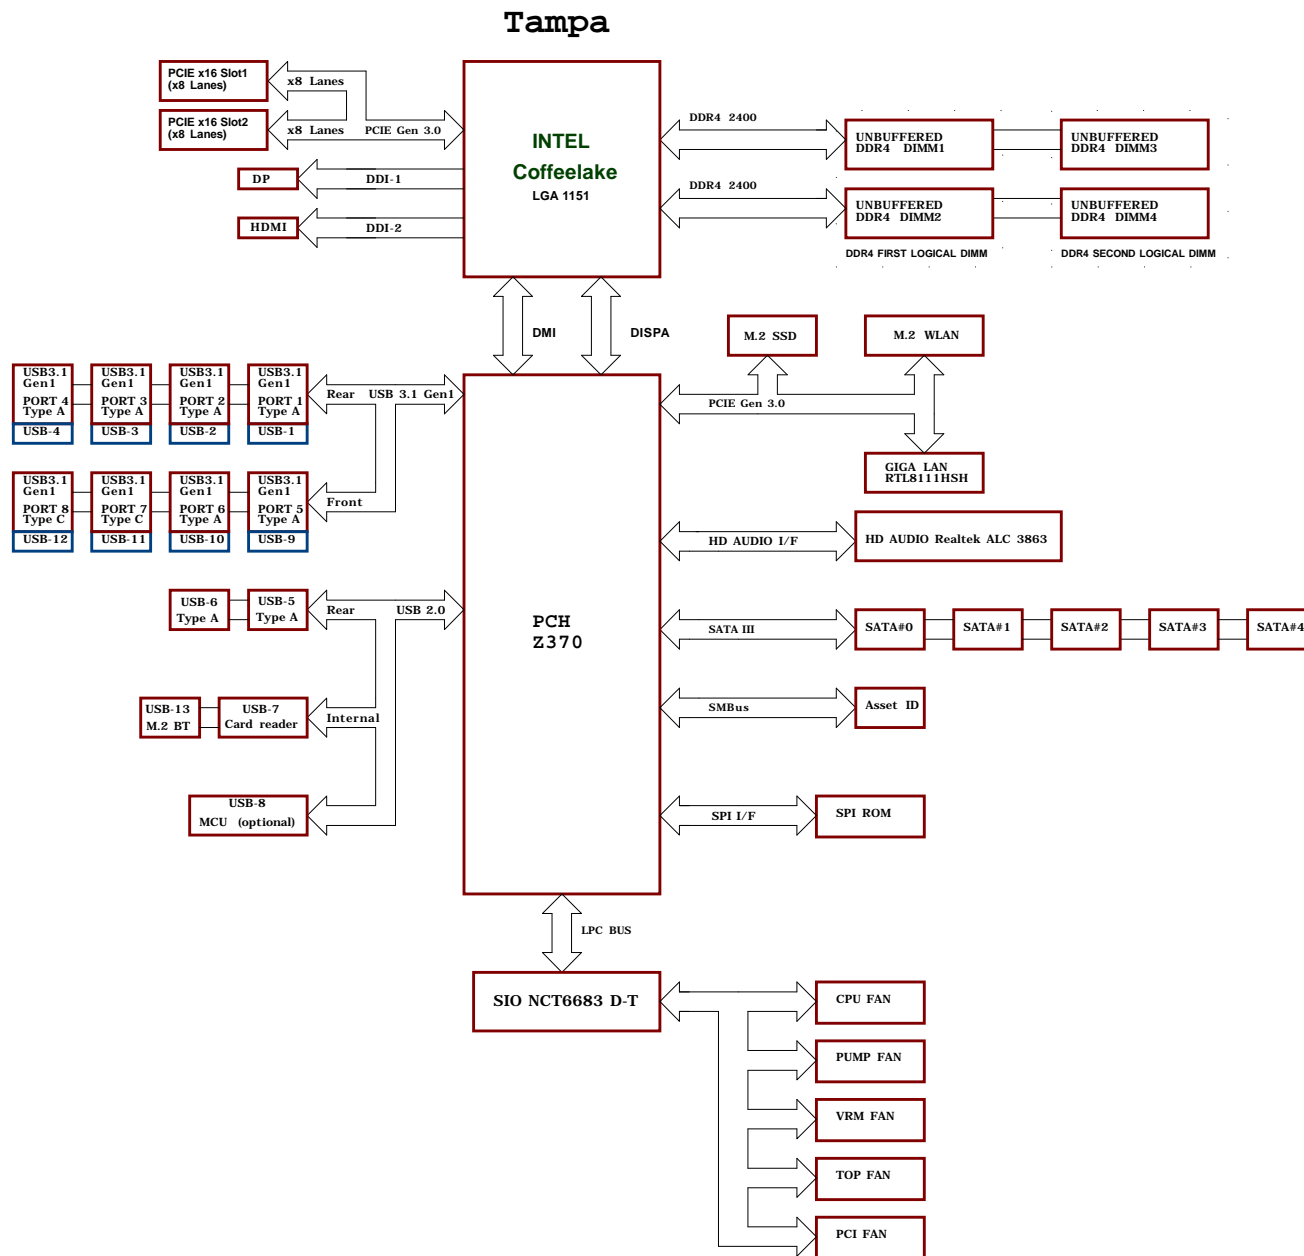 Tampa
PCIE x16 Slot1
(x8 Lanes)
x8 Lanes
PCIE x16 Slot2
(x8 Lanes)
x8 Lanes
PCIE Gen 3.0
DP
DDI-1
HDMI
DDI-2
INTEL
Coffeelake
LGA 1151
DDR4 2400
UNBUFFERED
DDR4 DIMM1
UNBUFFERED
DDR4 DIMM3
DDR4 2400
UNBUFFERED
DDR4 DIMM2
UNBUFFERED
DDR4 DIMM4
DDR4 FIRST LOGICAL DIMM
DDR4 SECOND LOGICAL DIMM
DMI
DISPA
M.2 SSD
M.2 WLAN
PCIE Gen 3.0
GIGA LAN
RTL8111HSH
USB3.1
Gen1
PORT 4
Type A
USB-4
USB3.1
Gen1
PORT 3
Type A
USB-3
USB3.1
Gen1
PORT 2
Type A
USB-2
USB3.1
Gen1
PORT 1
Type A
USB-1
Rear
USB 3.1 Gen1
USB3.1
Gen1
PORT 8
Type C
USB-12
USB3.1
Gen1
PORT 7
Type C
USB-11
USB3.1
Gen1
PORT 6
Type A
USB-10
USB3.1
Gen1
PORT 5
Type A
USB-9
Front
HD AUDIO I/F
HD AUDIO Realtek ALC 3863
USB-6
Type A
USB-5
Type A
Rear
USB 2.0
PCH
Z370
SATA III
SATA#0
SATA#1
SATA#2
SATA#3
SATA#4
USB-13
M.2 BT
USB-7
Card reader
Internal
SMBus
Asset ID
USB-8
MCU (optional)
SPI I/F
SPI ROM
LPC BUS
SIO NCT6683 D-T
CPU FAN
PUMP FAN
VRM FAN
TOP FAN
PCI FAN